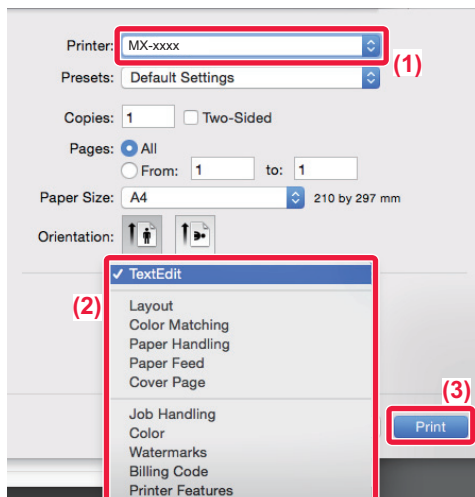 Printer: MX-xxxx
(1)
Presets: Default Settings
Copies: 1 Two-Sided
Pages: All
From: 1 to: 1
Paper Size: A4 210 by 297 mm
Orientation:
(2)
✓ TextEdit
Layout
Color Matching
Paper Handling
Paper Feed
Cover Page
Job Handling
Color
Watermarks
Billing Code
Printer Features
(3)
Print